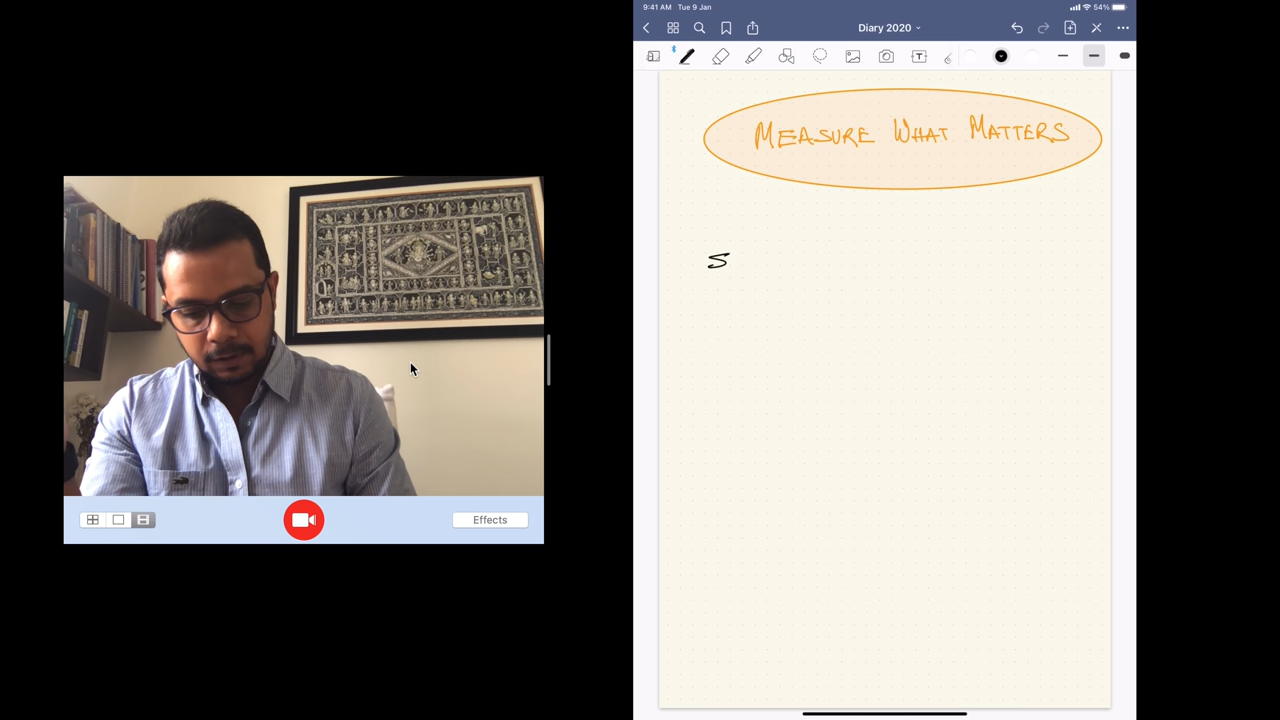 9:41 AM Tue 9 Jan
54%
Diary 2020
MEASURE WHAT MATTERS
S
Effects